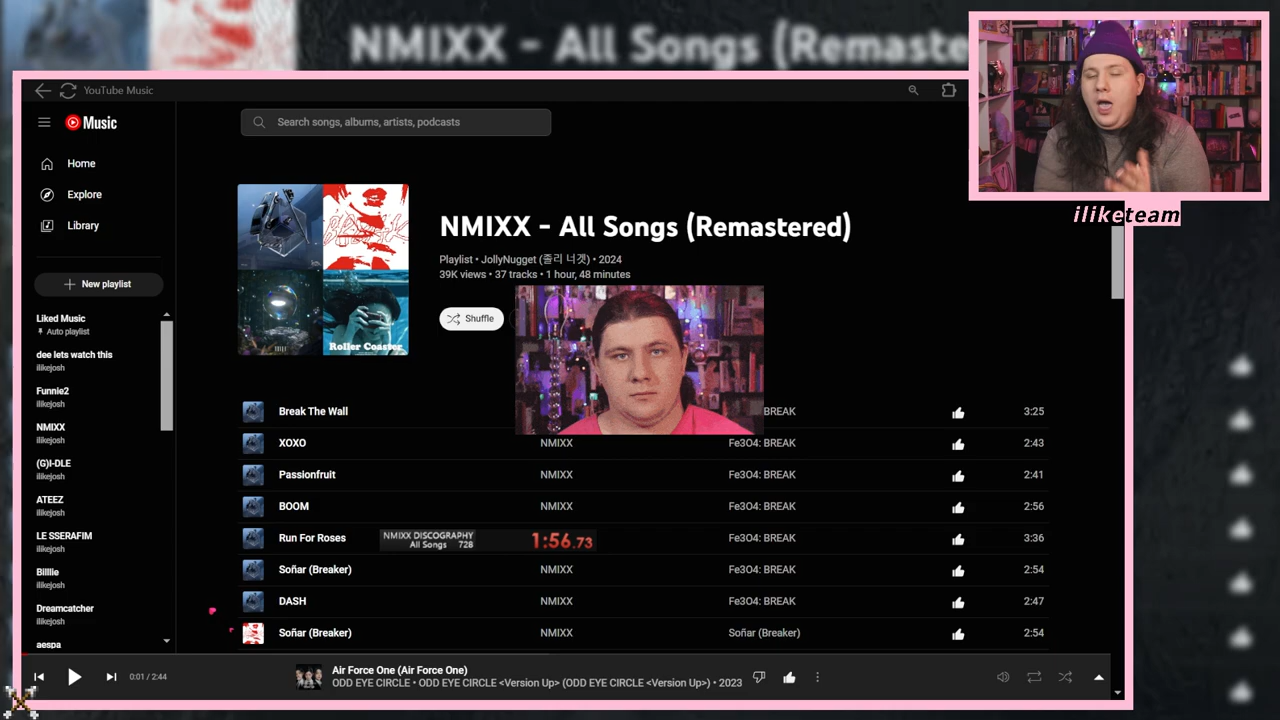 NMIXX - All Songs (Remaste
YouTube Music
Music
Search songs, albums, artists, podcasts
Home
Explore
Library
New playlist
Liked Music
Auto playlist
dee lets watch this
ilikejosh
Funnie2
ilikejosh
NMIXX
ilikejosh
(G)I-DLE
ilikejosh
ATEEZ
ilikejosh
LE SSERAFIM
ilikejosh
Billlie
ilikejosh
Dreamcatcher
ilikejosh
aespa
iliketeam
NMIXX - All Songs (Remastered)
Playlist • JollyNugget (졸리 너겟) • 2024
39K views • 37 tracks • 1 hour, 48 minutes
Shuffle
Roller Coaster
Break The Wall BREAK 3:25
XOXO NMIXX Fe3O4: BREAK 2:43
Passionfruit NMIXX Fe3O4: BREAK 2:41
BOOM NMIXX Fe3O4: BREAK 2:56
Run For Roses Fe3O4: BREAK 3:36
NMIXX DISCOGRAPHY
All Songs 728
1:56.73
Soñar (Breaker) NMIXX Fe3O4: BREAK 2:54
DASH NMIXX Fe3O4: BREAK 2:47
Soñar (Breaker) NMIXX Soñar (Breaker) 2:54
0:01 / 2:44
Air Force One (Air Force One)
ODD EYE CIRCLE • ODD EYE CIRCLE <Version Up> (ODD EYE CIRCLE <Version Up>) • 2023